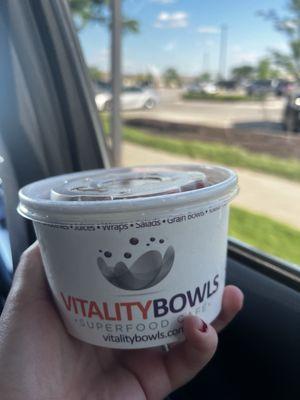 Juices • Wraps • Salads • Grain Bowls •
VITALITYBOWLS
•SUPERFOOD CAFE•
vitalitybowls.com